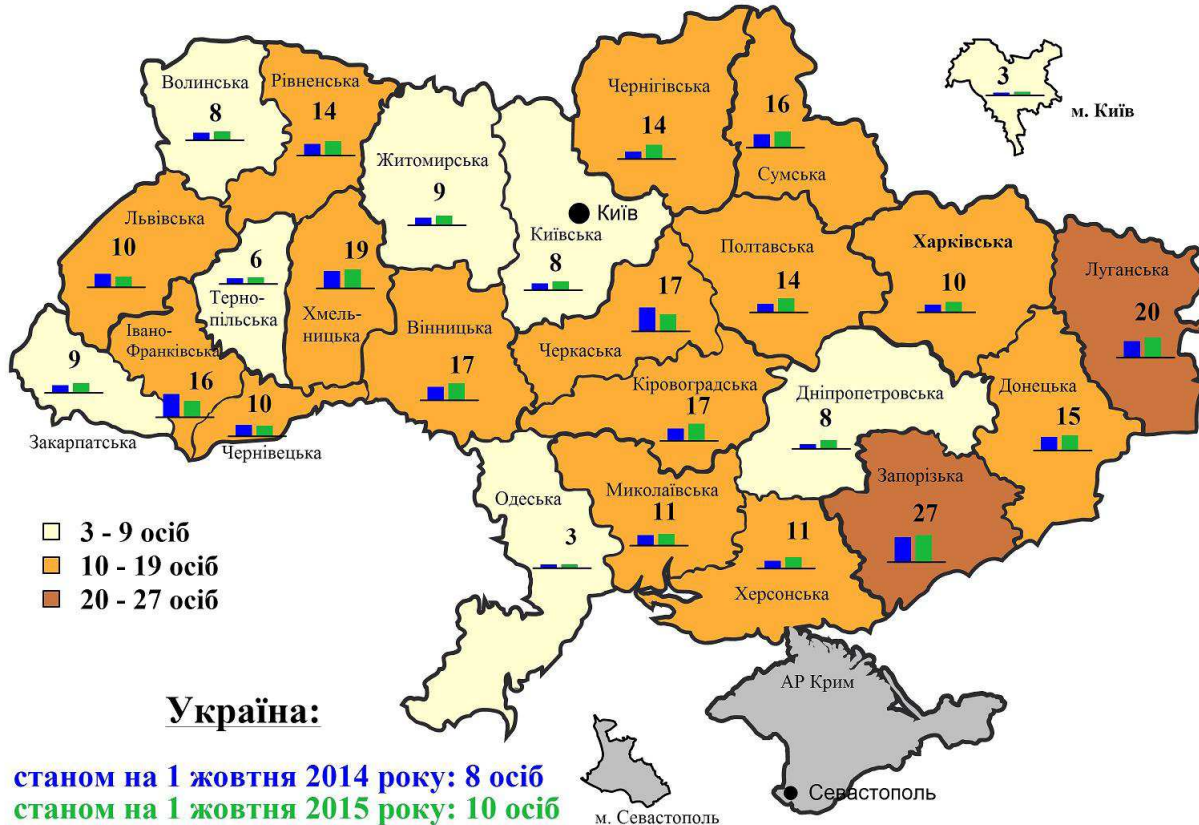 Волинська
8
Рівненська
14
Житомирська
9
Київ
Київська
8
Чернігівська
14
16
Сумська
3
м. Київ
Львівська
10
6
Терно-
пільська
19
Хмель-
ницька
Вінницька
17
17
Черкаська
Полтавська
14
Харківська
10
Луганська
20
9
Закарпатська
Івано-
Франківська
16
10
Чернівецька
Кіровоградська
17
Дніпропетровська
8
Донецька
15
Одеська
3
Миколаївська
11
11
Херсонська
Запорізька
27
3 - 9 осіб
10 - 19 осіб
20 - 27 осіб
АР Крим
Севастополь
м. Севастополь
Україна:
станом на 1 жовтня 2014 року: 8 осіб
станом на 1 жовтня 2015 року: 10 осіб